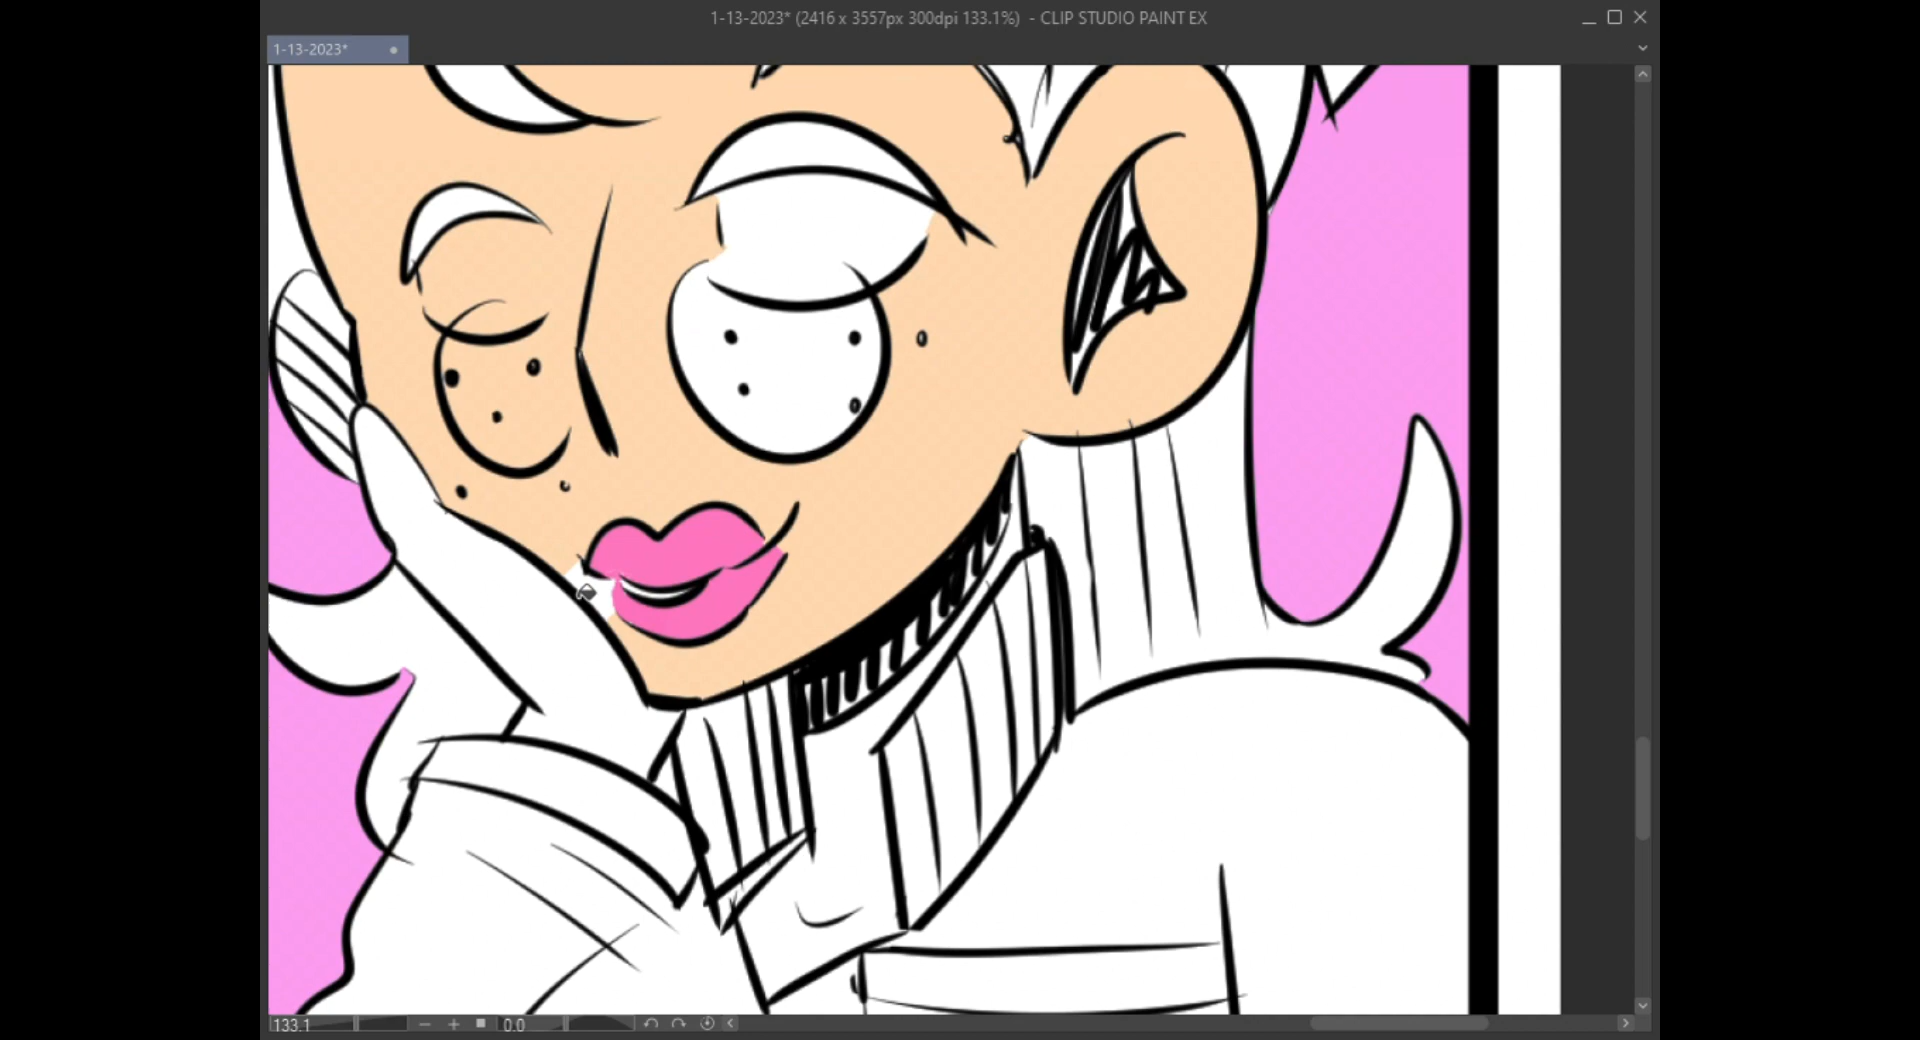 1-13-2023* (2416 x 3557px 300dpi 133.1%) - CLIP STUDIO PAINT EX
1-13-2023*
133.1
0.0